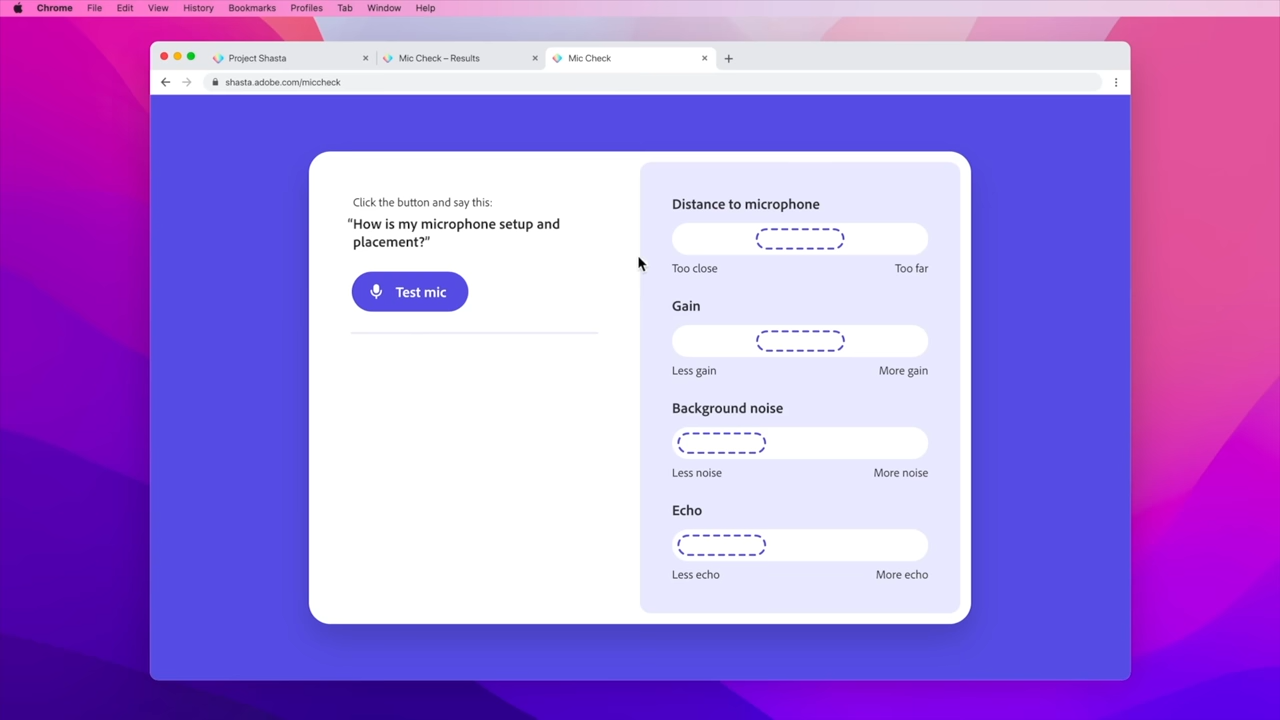 Chrome File Edit View History Bookmarks Profiles Tab Window Help
Project Shasta
Mic Check – Results
Mic Check
shasta.adobe.com/miccheck
Click the button and say this:
“How is my microphone setup and
placement?”
Test mic
Distance to microphone
Too close Too far
Gain
Less gain More gain
Background noise
Less noise More noise
Echo
Less echo More echo